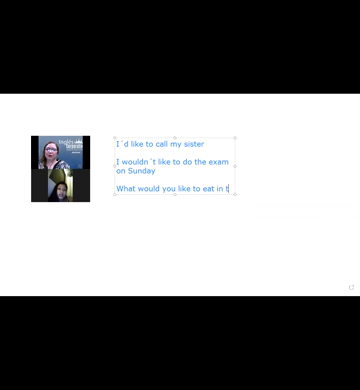 I´d like to call my sister
I wouldn´t like to do the exam
on Sunday
What would you like to eat in t